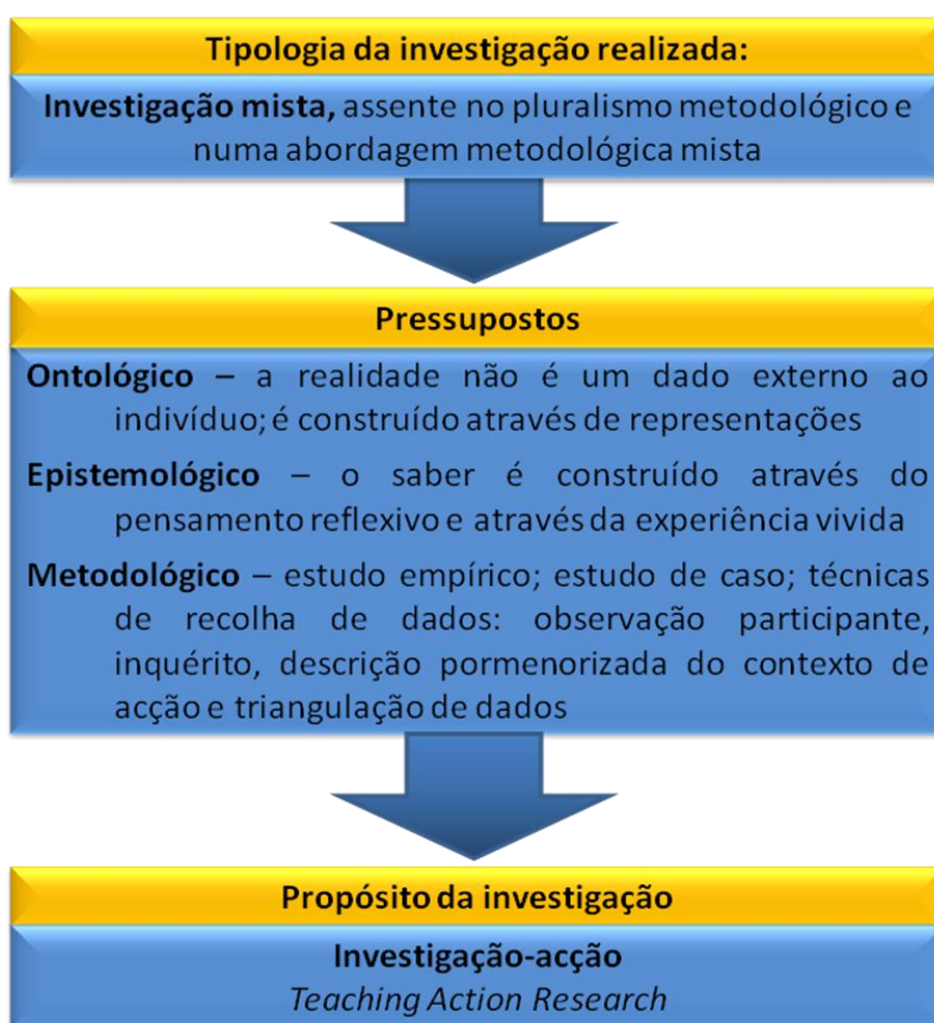 Tipologia da investigação realizada:
Investigação mista, assente no pluralismo metodológico e
numa abordagem metodológica mista
Pressupostos
Ontológico – a realidade não é um dado externo ao
indivíduo; é construído através de representações
Epistemológico – o saber é construído através do
pensamento reflexivo e através da experiência vivida
Metodológico – estudo empírico; estudo de caso; técnicas
de recolha de dados: observação participante,
inquérito, descrição pormenorizada do contexto de
acção e triangulação de dados
Propósito da investigação
Investigação-acção
Teaching Action Research